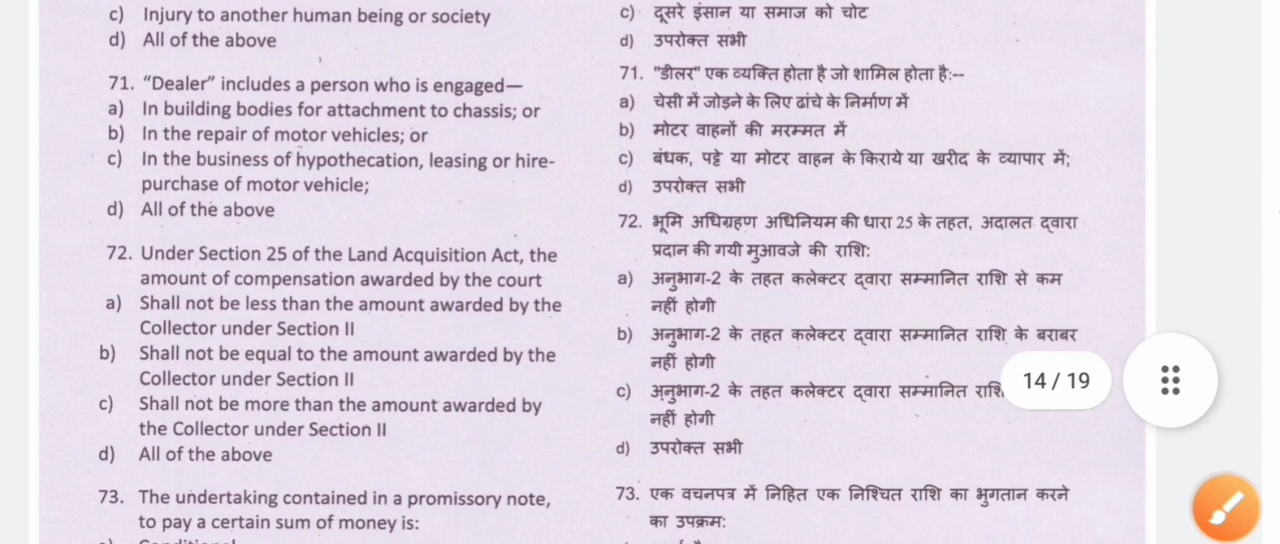 c) Injury to another human being or society
d) All of the above
71. “Dealer” includes a person who is engaged—
a) In building bodies for attachment to chassis; or
b) In the repair of motor vehicles; or
c) In the business of hypothecation, leasing or hire-
purchase of motor vehicle;
d) All of the above
72. Under Section 25 of the Land Acquisition Act, the
amount of compensation awarded by the court
a) Shall not be less than the amount awarded by the
Collector under Section II
b) Shall not be equal to the amount awarded by the
Collector under Section II
c) Shall not be more than the amount awarded by
the Collector under Section II
d) All of the above
73. The undertaking contained in a promissory note,
to pay a certain sum of money is:
c) दूसरे इंसान या समाज को चोट
d) उपरोक्त सभी
71. "डीलर" एक व्यक्ति होता है जो शामिल होता है:--
a) चेसी में जोड़ने के लिए ढांचे के निर्माण में
b) मोटर वाहनों की मरम्मत में
c) बंधक, पट्टे या मोटर वाहन के किराये या खरीद के व्यापार में;
d) उपरोक्त सभी
72. भूमि अधिग्रहण अधिनियम की धारा 25 के तहत, अदालत द्वारा
प्रदान की गयी मुंआवजे की राशि:
a) अनुभाग-2 के तहत कलेक्टर द्वारा सम्मानित राशि से कम
नहीं होगी
b) अनुभाग-2 के तहत कलेक्टर द्वारा सम्मानित राशि के बराबर
नहीं होगी
c) अनुभाग-2 के तहत कलेक्टर द्वारा सम्मानित
नहीं होगी
d) उपरोक्त सभी
73. एक वचनपत्र में निहित एक निश्चित राशि का भुगतान करने
का उपक्रम:
14 / 19